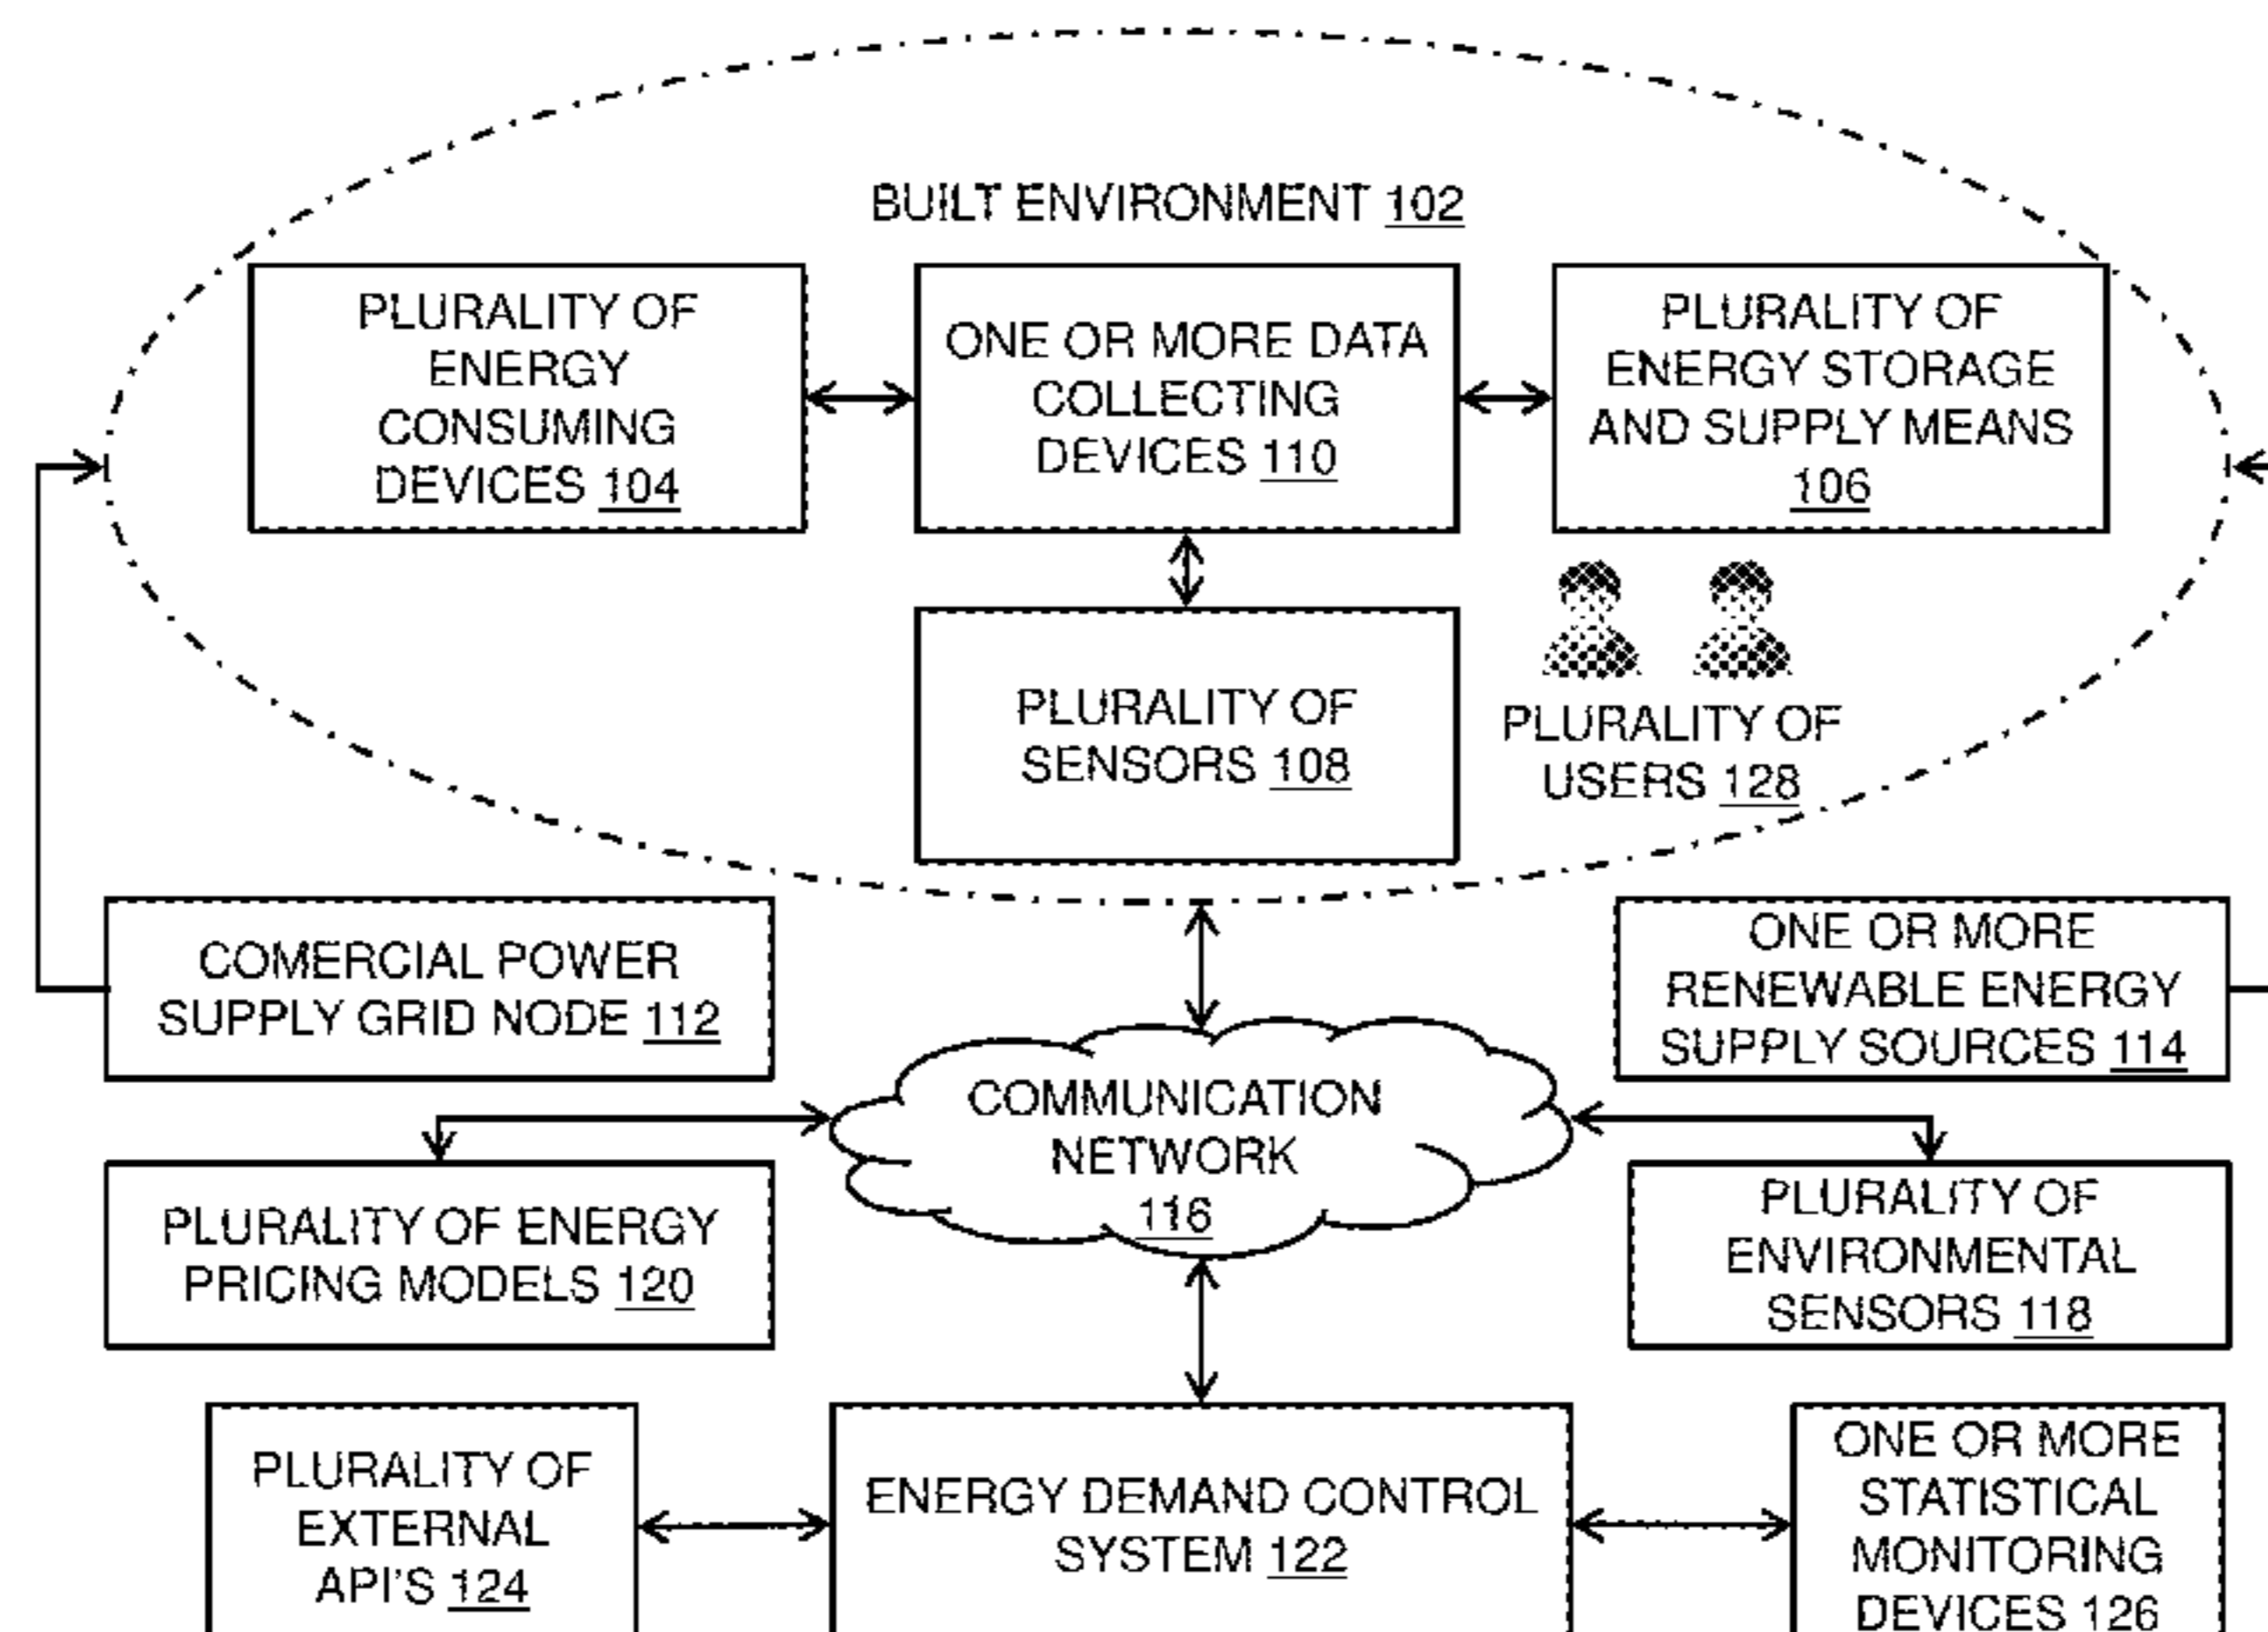 BUILT ENVIRONMENT 102
PLURALITY OF
ENERGY
CONSUMING
DEVICES 104
ONE OR MORE DATA
COLLECTING
DEVICES 110
PLURALITY OF
ENERGY STORAGE
AND SUPPLY MEANS
106
PLURALITY OF
SENSORS 108
PLURALITY OF
USERS 128
COMERCIAL POWER
SUPPLY GRID NODE 112
ONE OR MORE
RENEWABLE ENERGY
SUPPLY SOURCES 114
COMMUNICATION
NETWORK
116
PLURALITY OF ENERGY
PRICING MODELS 120
PLURALITY OF
ENVIRONMENTAL
SENSORS 118
PLURALITY OF
EXTERNAL
API'S 124
ENERGY DEMAND CONTROL
SYSTEM 122
ONE OR MORE
STATISTICAL
MONITORING
DEVICES 126